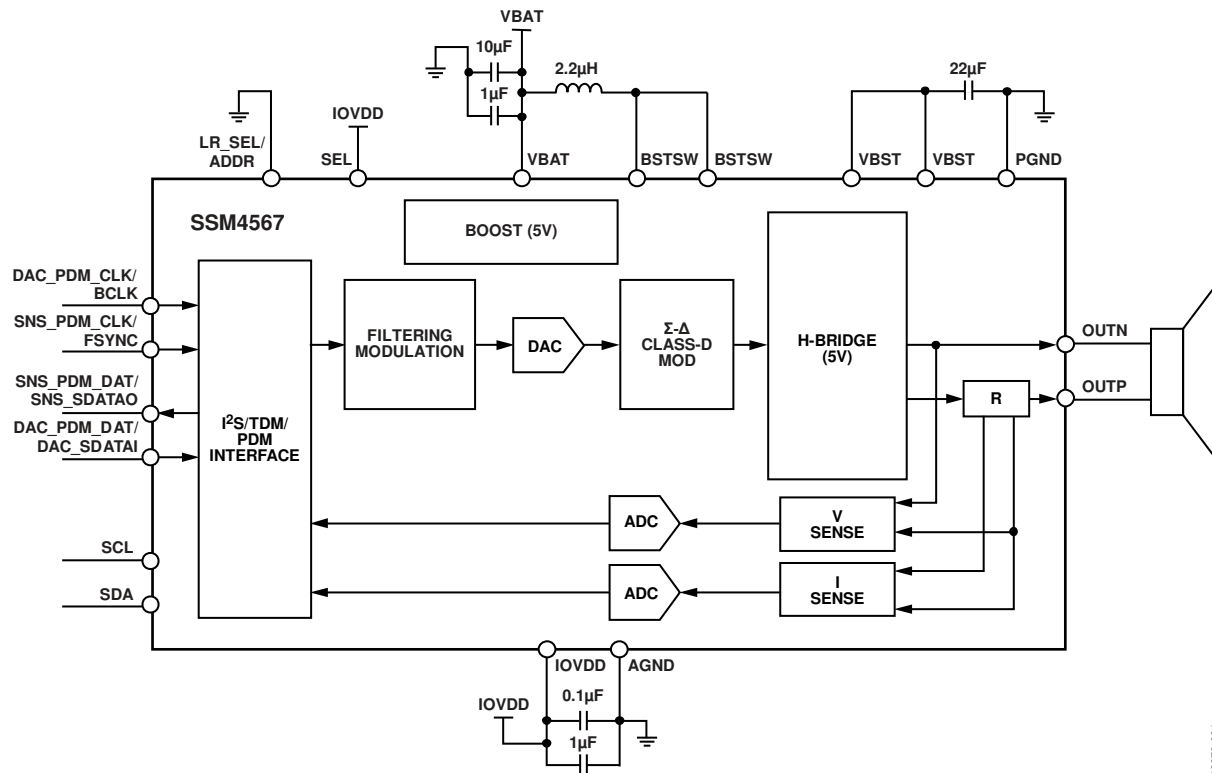 VBAT
10µF
2.2µH
22µF
1µF
IOVDD
LR_SEL/
ADDR
SEL
VBAT
BSTSW
BSTSW
VBST
VBST
PGND
SSM4567
BOOST (5V)
DAC_PDM_CLK/
BCLK
SNS_PDM_CLK/
FSYNC
SNS_PDM_DAT/
SNS_SDATAO
DAC_PDM_DAT/
DAC_SDATAI
SCL
SDA
I²S/TDM/
PDM
INTERFACE
FILTERING
MODULATION
DAC
Σ-Δ
CLASS-D
MOD
H-BRIDGE
(5V)
OUTN
OUTP
R
ADC
V
SENSE
ADC
I
SENSE
IOVDD
AGND
IOVDD
0.1µF
1µF